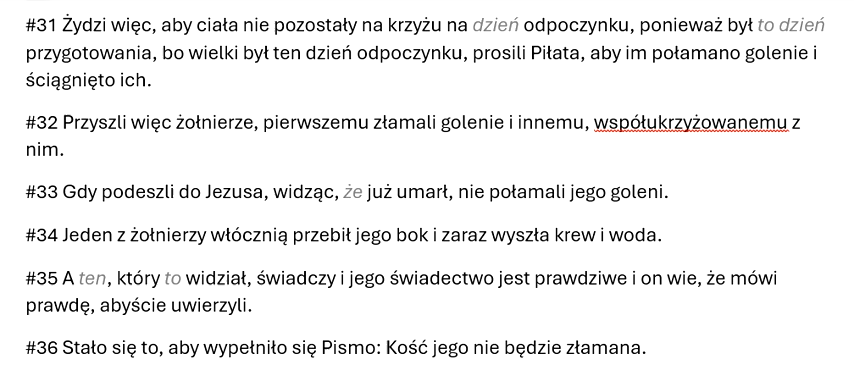 #31 Żydzi więc, aby ciała nie pozostały na krzyżu na dzień odpoczynku, ponieważ był to dzień
przygotowania, bo wielki był ten dzień odpoczynku, prosili Piłata, aby im połamano golenie i
ściągnięto ich.
#32 Przyszli więc żołnierze, pierwszemu złamali golenie i innemu, współukrzyżowanemu z
nim.
#33 Gdy podeszli do Jezusa, widząc, że już umarł, nie połamali jego goleni.
#34 Jeden z żołnierzy włócznią przebił jego bok i zaraz wyszła krew i woda.
#35 A ten, który to widział, świadczy i jego świadectwo jest prawdziwe i on wie, że mówi
prawdę, abyście uwierzyli.
#36 Stało się to, aby wypełniło się Pismo: Kość jego nie będzie złamana.